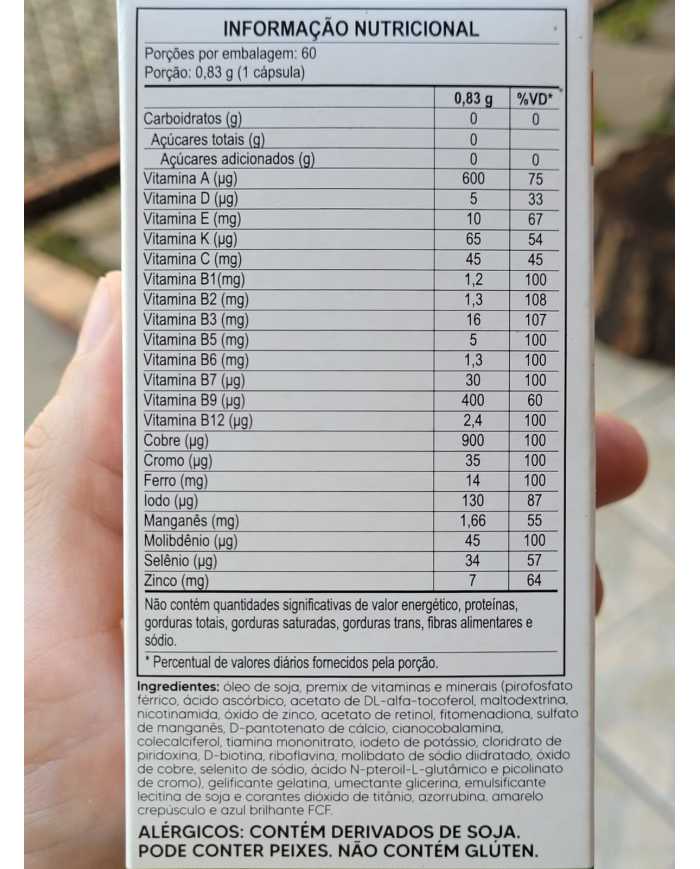 INFORMAÇÃO NUTRICIONAL
Porções por embalagem: 60
Porção: 0,83 g (1 cápsula)
0,83 g %VD*
Carboidratos (g) 0 0
Açúcares totais (g) 0
Açúcares adicionados (g) 0 0
Vitamina A (µg) 600 75
Vitamina D (µg) 5 33
Vitamina E (mg) 10 67
Vitamina K (µg) 65 54
Vitamina C (mg) 45 45
Vitamina B1(mg) 1,2 100
Vitamina B2 (mg) 1,3 108
Vitamina B3 (mg) 16 107
Vitamina B5 (mg) 5 100
Vitamina B6 (mg) 1,3 100
Vitamina B7 (µg) 30 100
Vitamina B9 (µg) 400 60
Vitamina B12 (µg) 2,4 100
Cobre (µg) 900 100
Cromo (µg) 35 100
Ferro (mg) 14 100
Iodo (µg) 130 87
Manganês (mg) 1,66 55
Molibdênio (µg) 45 100
Selênio (µg) 34 57
Zinco (mg) 7 64
Não contém quantidades significativas de valor energético, proteínas,
gorduras totais, gorduras saturadas, gorduras trans, fibras alimentares e
sódio.
* Percentual de valores diários fornecidos pela porção.
Ingredientes: óleo de soja, premix de vitaminas e minerais (pirofosfato
férrico, ácido ascórbico, acetato de DL-alfa-tocoferol, maltodextrina,
nicotinamida, óxido de zinco, acetato de retinol, fitomenadiona, sulfato
de manganês, D-pantotenato de cálcio, cianocobalamina,
colecalciferol, tiamina mononitrato, iodeto de potássio, cloridrato de
piridoxina, D-biotina, riboflavina, molibdato de sódio diidratado, óxido
de cobre, selenito de sódio, ácido N-pteroil-L-glutâmico e picolinato
de cromo), gelificante gelatina, umectante glicerina, emulsificante
lecitina de soja e corantes dióxido de titânio, azorrubina, amarelo
crepúsculo e azul brilhante FCF.
ALÉRGICOS: CONTÉM DERIVADOS DE SOJA.
PODE CONTER PEIXES. NÃO CONTÉM GLÚTEN.